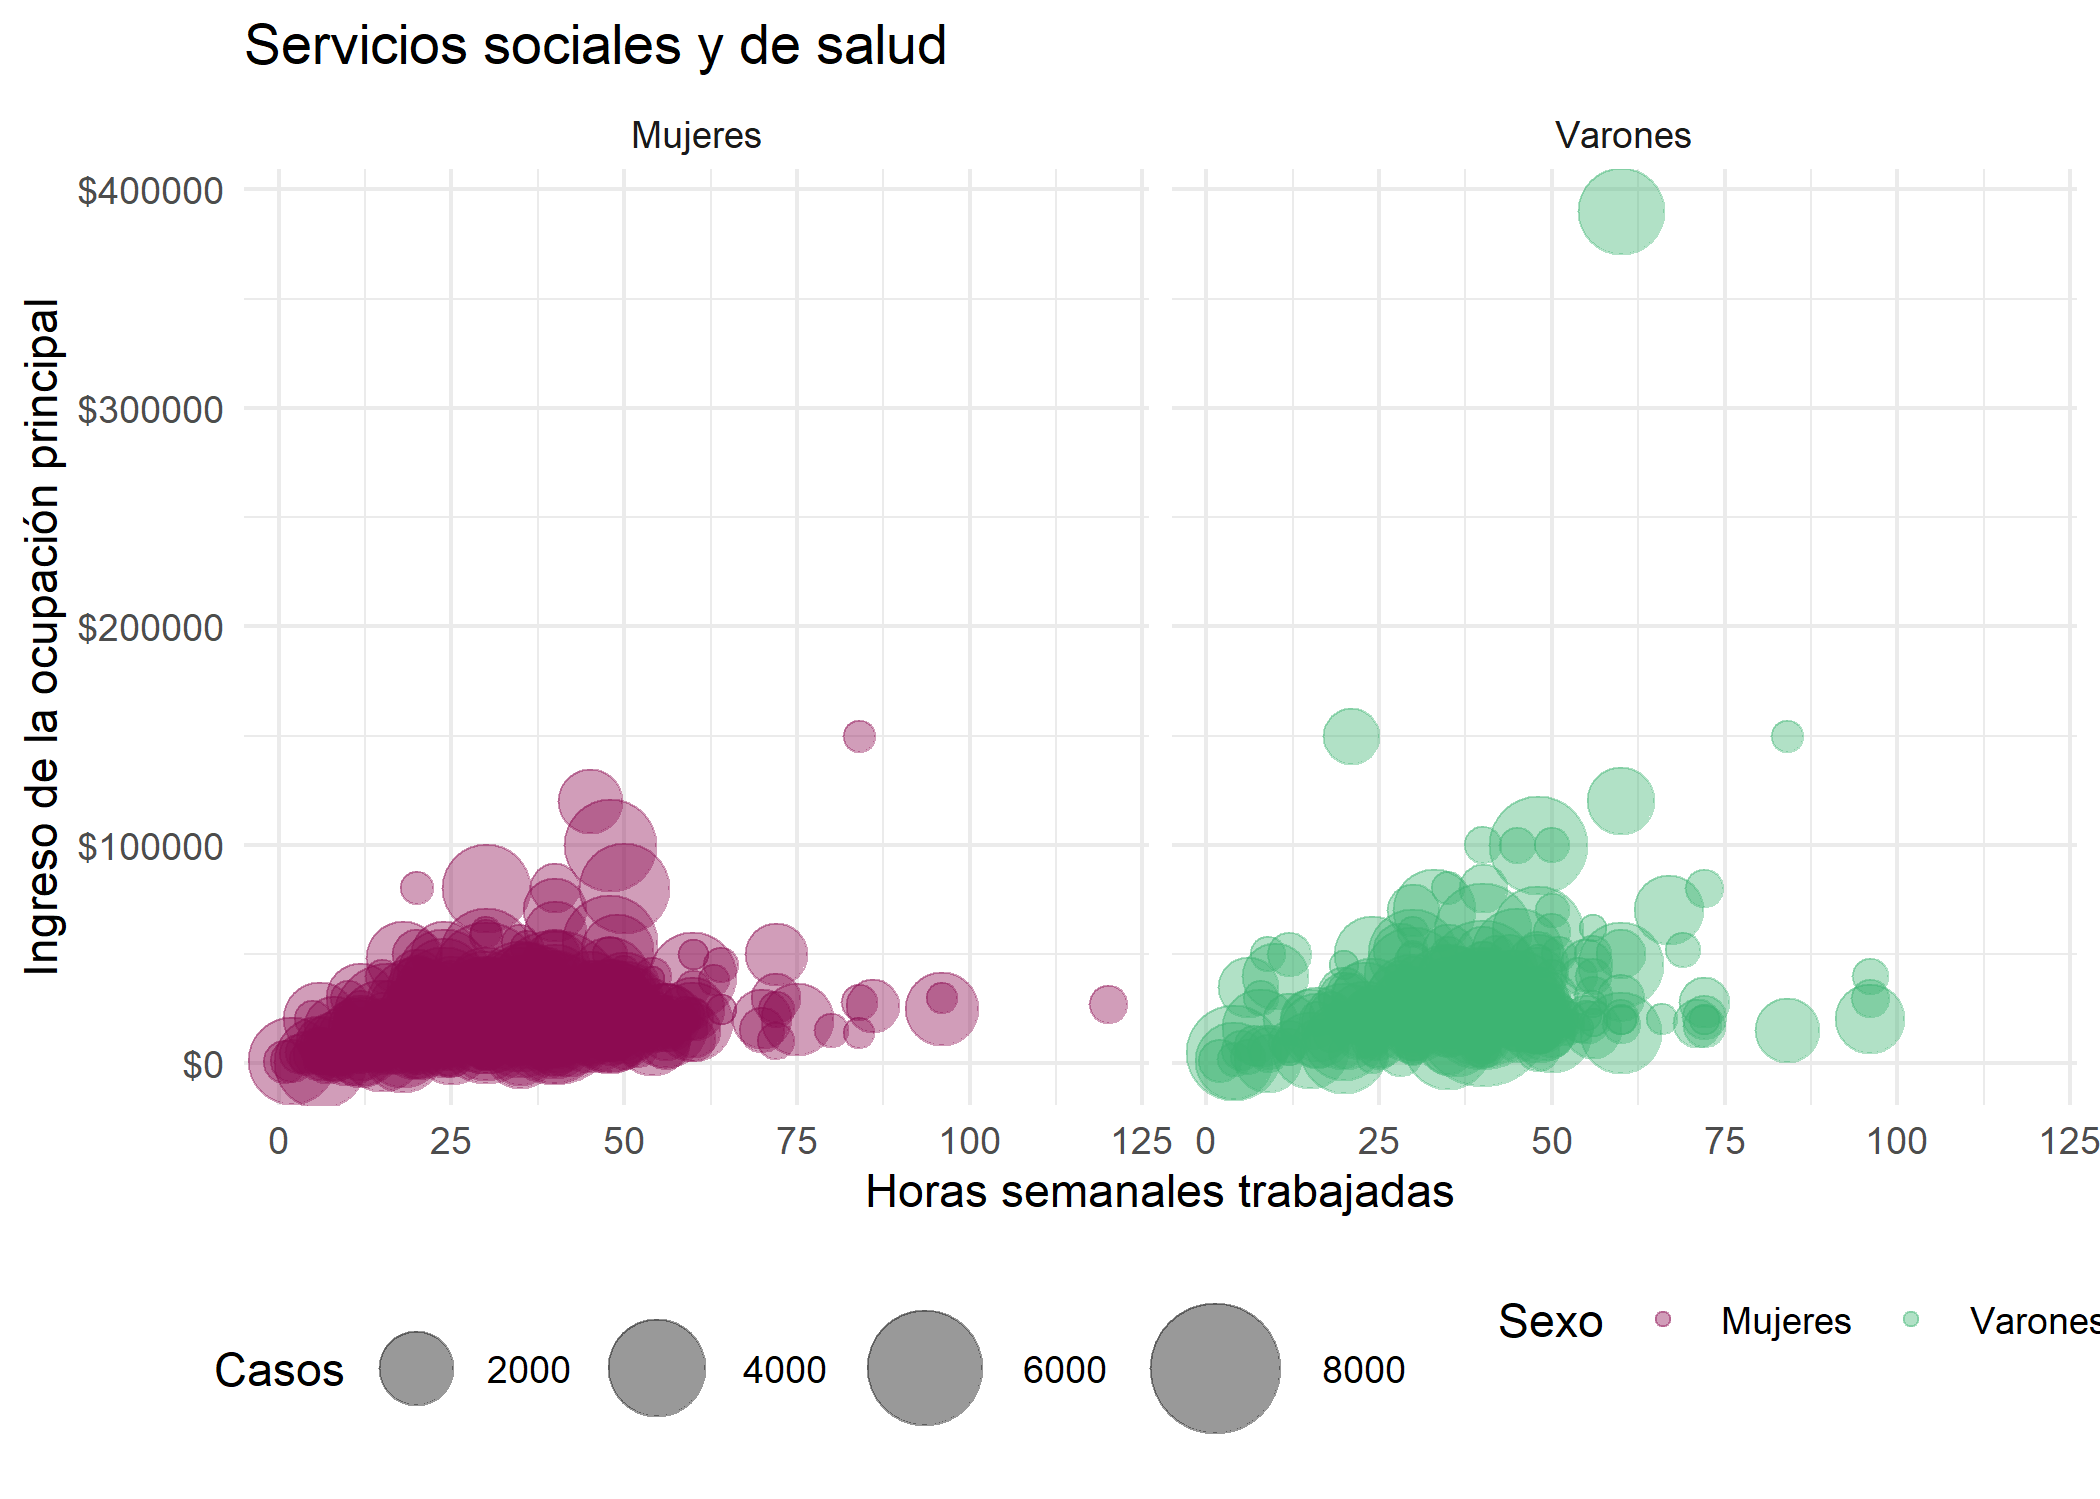 Servicios sociales y de salud
Mujeres
Varones
Ingreso de la ocupación principal
$400000
$300000
$200000
$100000
$0
0 25 50 75 100 125
0 25 50 75 100 125
Horas semanales trabajadas
Casos 2000 4000 6000 8000
Sexo Mujeres Varones